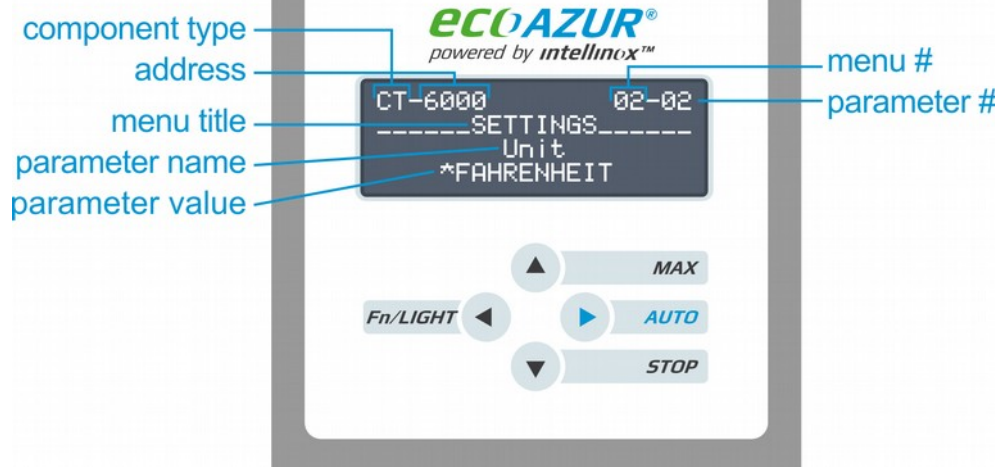 ecoAZUR®
powered by intellinox™
component type
address
menu title
parameter name
parameter value
CT-6000 02-02
______SETTINGS______
Unit
*FAHRENHEIT
menu #
parameter #
MAX
Fn/LIGHT
AUTO
STOP